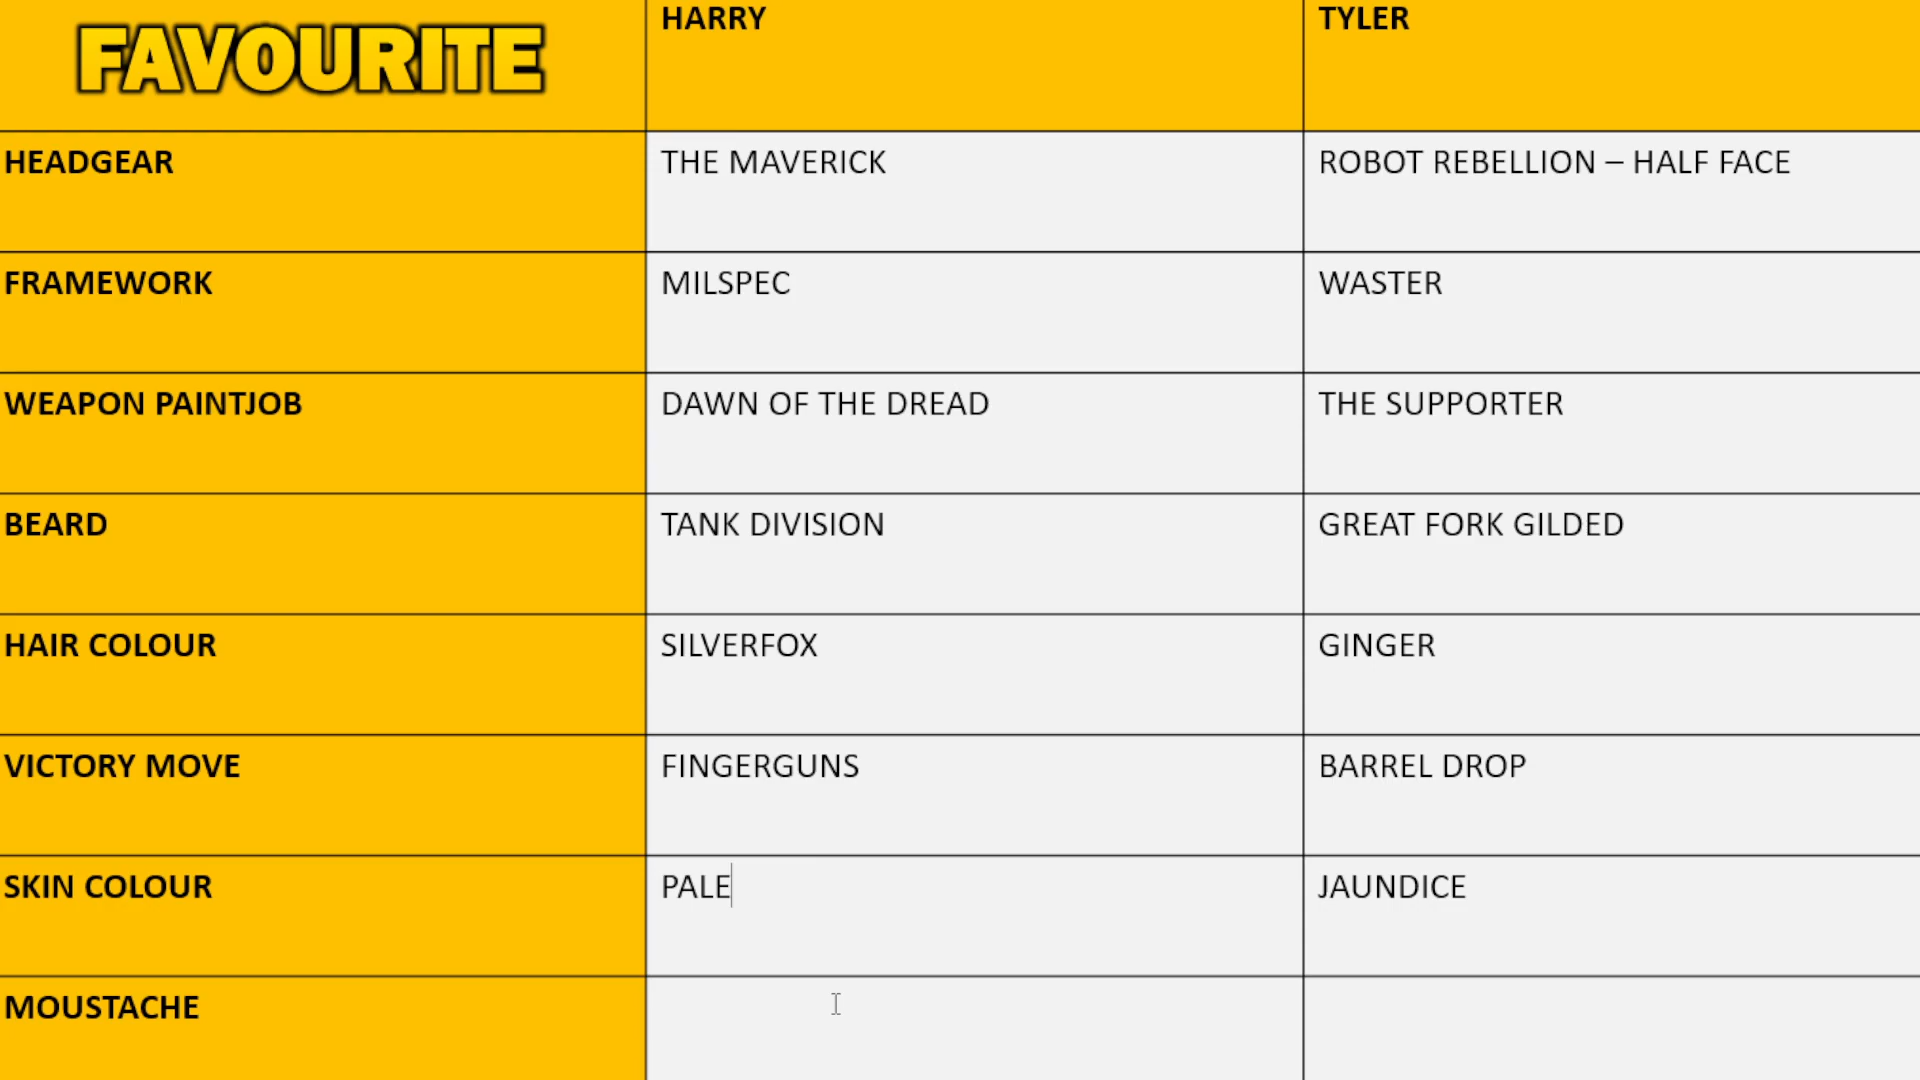 FAVOURITE
HARRY
TYLER
HEADGEAR
THE MAVERICK
ROBOT REBELLION – HALF FACE
FRAMEWORK
MILSPEC
WASTER
WEAPON PAINTJOB
DAWN OF THE DREAD
THE SUPPORTER
BEARD
TANK DIVISION
GREAT FORK GILDED
HAIR COLOUR
SILVERFOX
GINGER
VICTORY MOVE
FINGERGUNS
BARREL DROP
SKIN COLOUR
PALE
JAUNDICE
MOUSTACHE